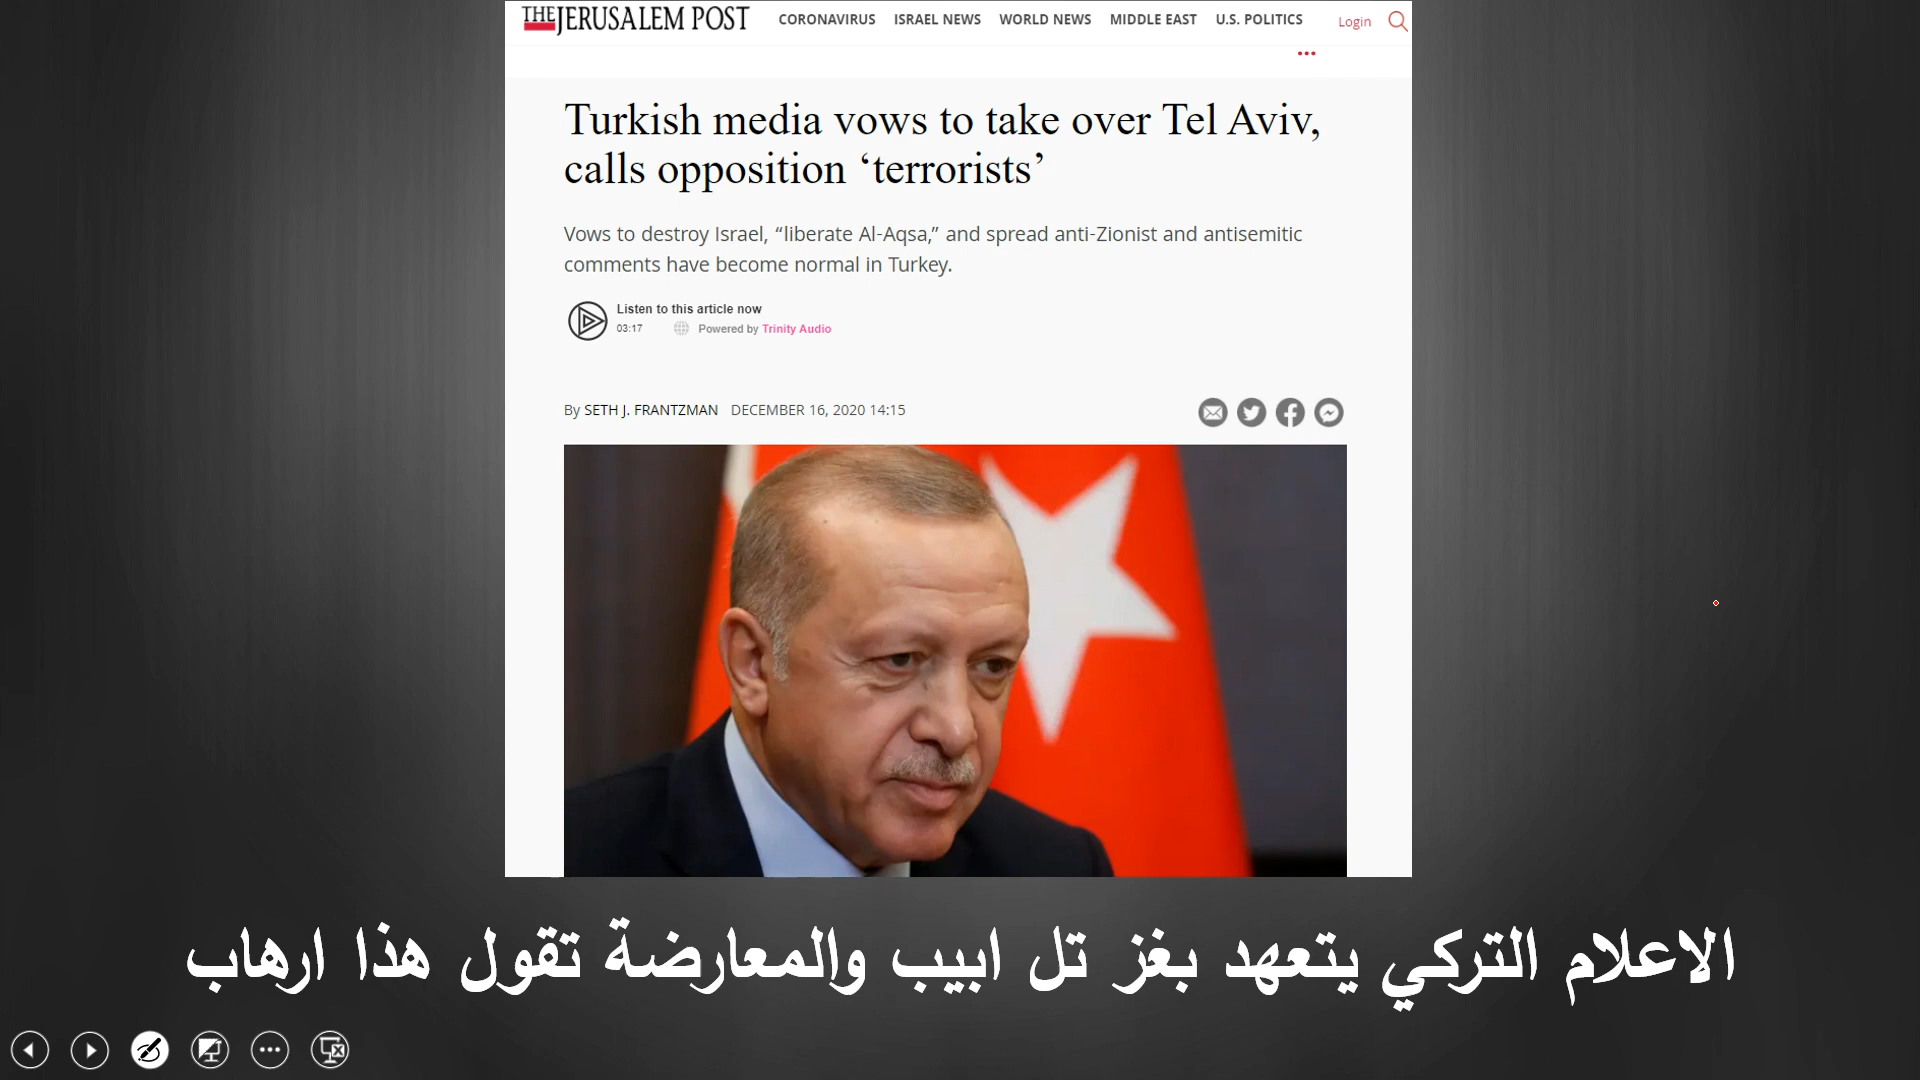 THE JERUSALEM POST
CORONAVIRUS ISRAEL NEWS WORLD NEWS MIDDLE EAST U.S. POLITICS Login
Turkish media vows to take over Tel Aviv,
calls opposition ‘terrorists’
Vows to destroy Israel, “liberate Al-Aqsa,” and spread anti-Zionist and antisemitic
comments have become normal in Turkey.
Listen to this article now
03:17 Powered by Trinity Audio
By SETH J. FRANTZMAN DECEMBER 16, 2020 14:15
الاعلام التركي يتعهد بغز تل ابيب والمعارضة تقول هذا ارهاب